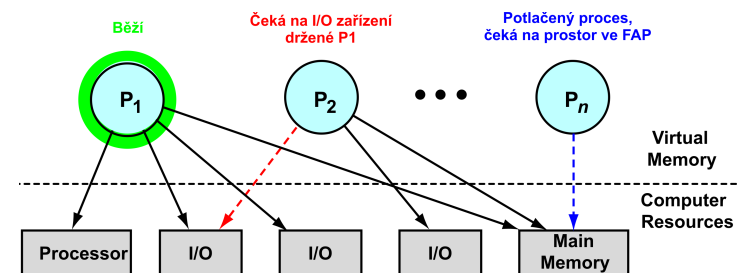 Běží
Čeká na I/O zařízení
držené P1
Potlačený proces,
čeká na prostor ve FAP
P1
P2
Pn
Virtual
Memory
Computer
Resources
Processor
I/O
I/O
I/O
Main
Memory